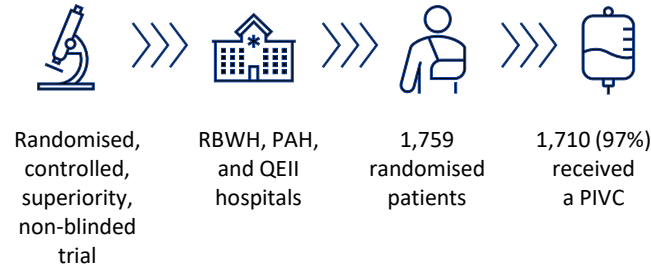 Randomised,
controlled,
superiority,
non-blinded
trial
RBWH, PAH,
and QEII
hospitals
1,759
randomised
patients
1,710 (97%)
received
a PIVC